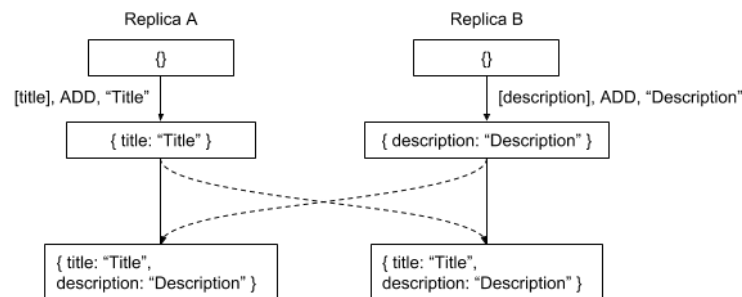 Replica A
Replica B
{}
{}
[title], ADD, “Title”
[description], ADD, “Description”
{ title: “Title” }
{ description: “Description” }
{ title: “Title”,
description: “Description” }
{ title: “Title”,
description: “Description” }